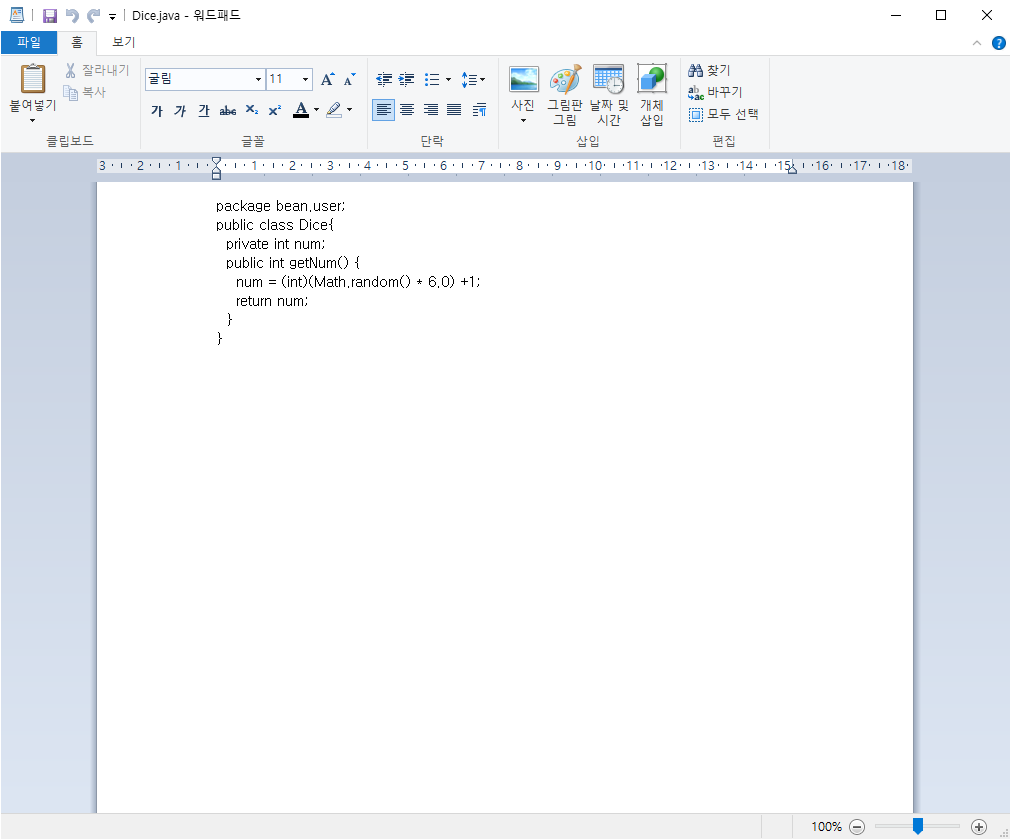 Dice.java - 워드패드
파일 홈 보기
붙여넣기
잘라내기
복사
클립보드
굴림 11
가 가 가 abc X₂ X² A
글꼴
단락
사진
그림판 그림
날짜 및 시간
개체 삽입
삽입
찾기
바꾸기
모두 선택
편집
3 2 1 1 2 3 4 5 6 7 8 9 10 11 12 13 14 15 16 17 18
package bean.user;
public class Dice{
private int num;
public int getNum() {
num = (int)(Math.random() * 6.0) +1;
return num;
}
}
100%